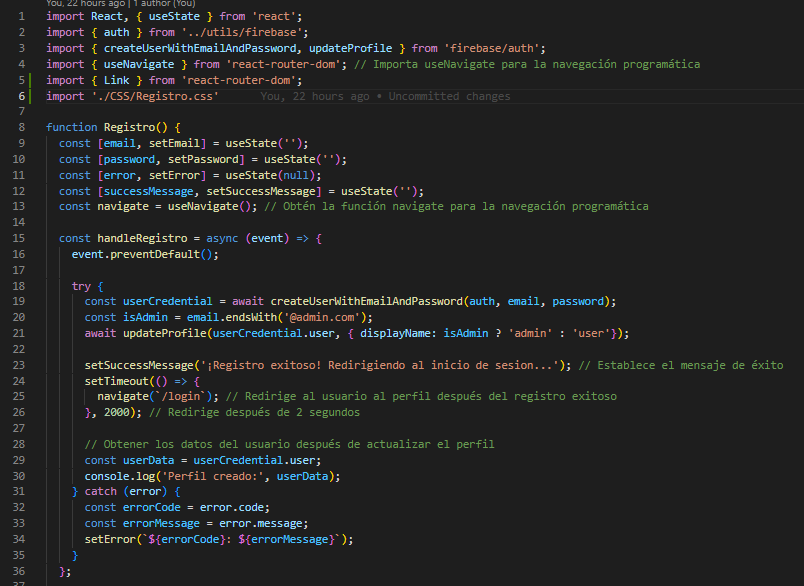 You, 22 hours ago | 1 author (You)
1 import React, { useState } from 'react';
2 import { auth } from '../utils/firebase';
3 import { createUserWithEmailAndPassword, updateProfile } from 'firebase/auth';
4 import { useNavigate } from 'react-router-dom'; // Importa useNavigate para la navegación programática
5 import { Link } from 'react-router-dom';
6 import './CSS/Registro.css' You, 22 hours ago • Uncommitted changes
7
8 function Registro() {
9 const [email, setEmail] = useState('');
10 const [password, setPassword] = useState('');
11 const [error, setError] = useState(null);
12 const [successMessage, setSuccessMessage] = useState('');
13 const navigate = useNavigate(); // Obtén la función navigate para la navegación programática
14
15 const handleRegistro = async (event) => {
16 event.preventDefault();
17
18 try {
19 const userCredential = await createUserWithEmailAndPassword(auth, email, password);
20 const isAdmin = email.endsWith('@admin.com');
21 await updateProfile(userCredential.user, { displayName: isAdmin ? 'admin' : 'user'});
22
23 setSuccessMessage('¡Registro exitoso! Redirigiendo al inicio de sesion...'); // Establece el mensaje de éxito
24 setTimeout(() => {
25 navigate(`/login`); // Redirige al usuario al perfil después del registro exitoso
26 }, 2000); // Redirige después de 2 segundos
27
28 // Obtener los datos del usuario después de actualizar el perfil
29 const userData = userCredential.user;
30 console.log('Perfil creado:', userData);
31 } catch (error) {
32 const errorCode = error.code;
33 const errorMessage = error.message;
34 setError(`${errorCode}: ${errorMessage}`);
35 }
36 };
37